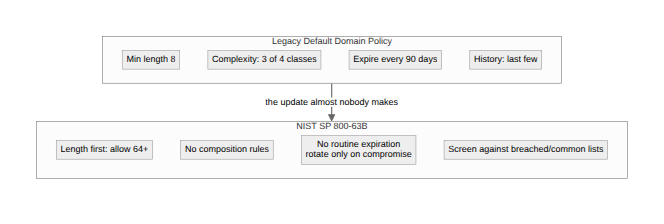 Legacy Default Domain Policy
Min length 8
Complexity: 3 of 4 classes
Expire every 90 days
History: last few
the update almost nobody makes
NIST SP 800-63B
Length first: allow 64+
No composition rules
No routine expiration
rotate only on compromise
Screen against breached/common lists